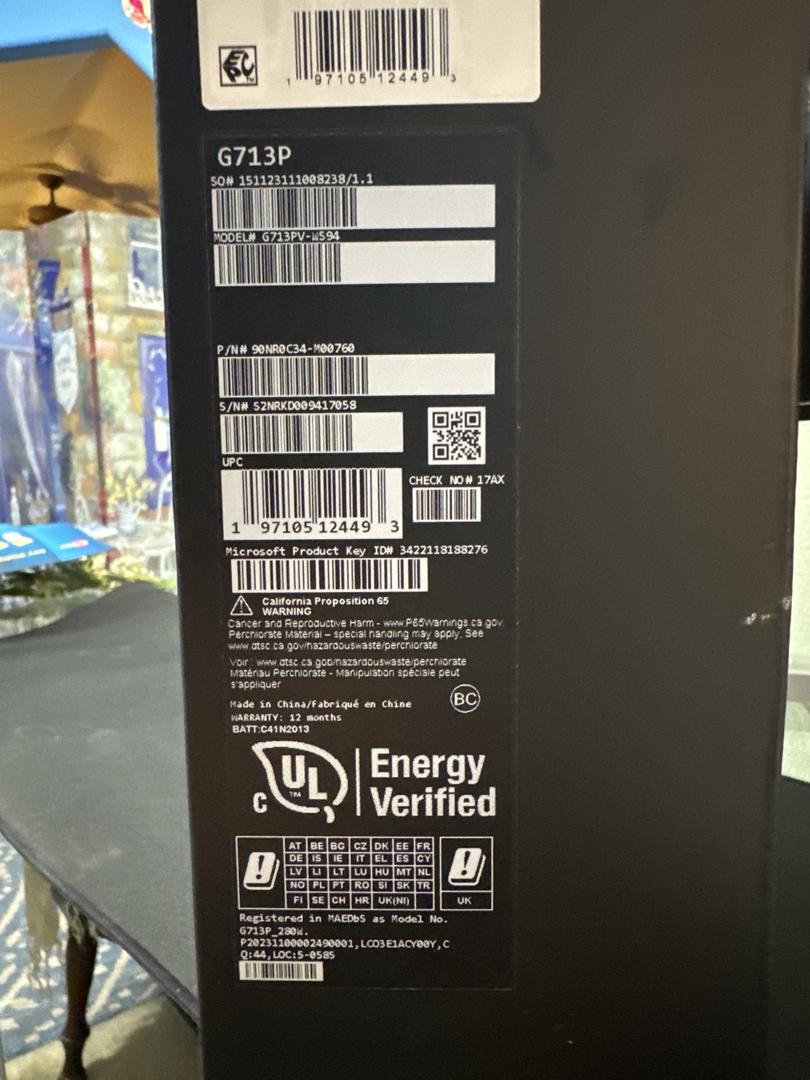 EPC
1 97105 12449 3
G713P
SO# 151123111008238/1.1
MODEL# G713PV-WS94
P/N# 90NR0C34-M00760
S/N# S2NRKD009417058
UPC
CHECK NO# 17AX
1 97105 12449 3
Microsoft Product Key ID# 3422118188276
California Proposition 65
WARNING
Cancer and Reproductive Harm - www.P65Warnings.ca.gov.
Perchlorate Material – special handling may apply, See
www.dtsc.ca.gov/hazardouswaste/perchlorate
Voir : www.dtsc.ca.gob/hazardouswaste/perchlorate
Matériau Perchlorate - Manipulation spéciale peut
s'appliquer
BC
Made in China/Fabriqué en Chine
WARRANTY: 12 months
BATT:C41N2013
C UL TM
Energy
Verified
AT BE BG CZ DK EE FR
DE IS IE IT EL ES CY
LV LI LT LU HU MT NL
NO PL PT RO SI SK TR
FI SE CH HR UK(NI)
UK
Registered in MAEDbS as Model No.
G713P_280W.
P20231100002490001,LC03E1ACY00Y,C
Q:44,LOC:5-0585